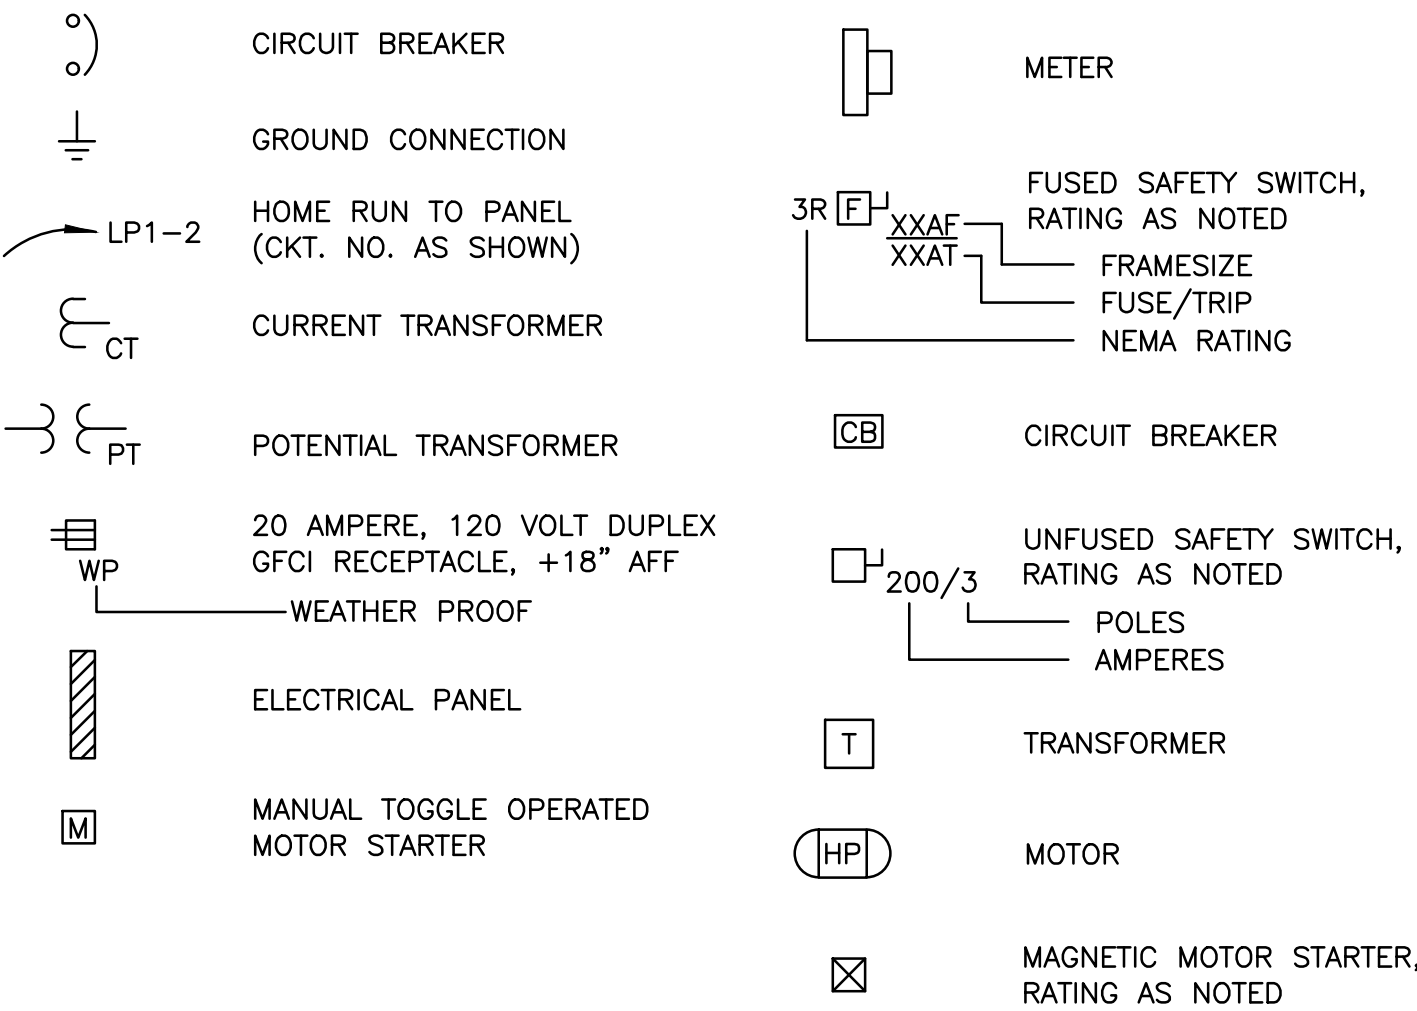 CIRCUIT BREAKER
GROUND CONNECTION
LP1-2
HOME RUN TO PANEL
(CKT. NO. AS SHOWN)
CT
CURRENT TRANSFORMER
PT
POTENTIAL TRANSFORMER
20 AMPERE, 120 VOLT DUPLEX
GFCI RECEPTACLE, +18" AFF
WP
WEATHER PROOF
ELECTRICAL PANEL
M
MANUAL TOGGLE OPERATED
MOTOR STARTER
METER
3R F
XXAF
XXAT
FUSED SAFETY SWITCH,
RATING AS NOTED
FRAMESIZE
FUSE/TRIP
NEMA RATING
CB
CIRCUIT BREAKER
200/3
UNFUSED SAFETY SWITCH,
RATING AS NOTED
POLES
AMPERES
T
TRANSFORMER
HP
MOTOR
MAGNETIC MOTOR STARTER,
RATING AS NOTED